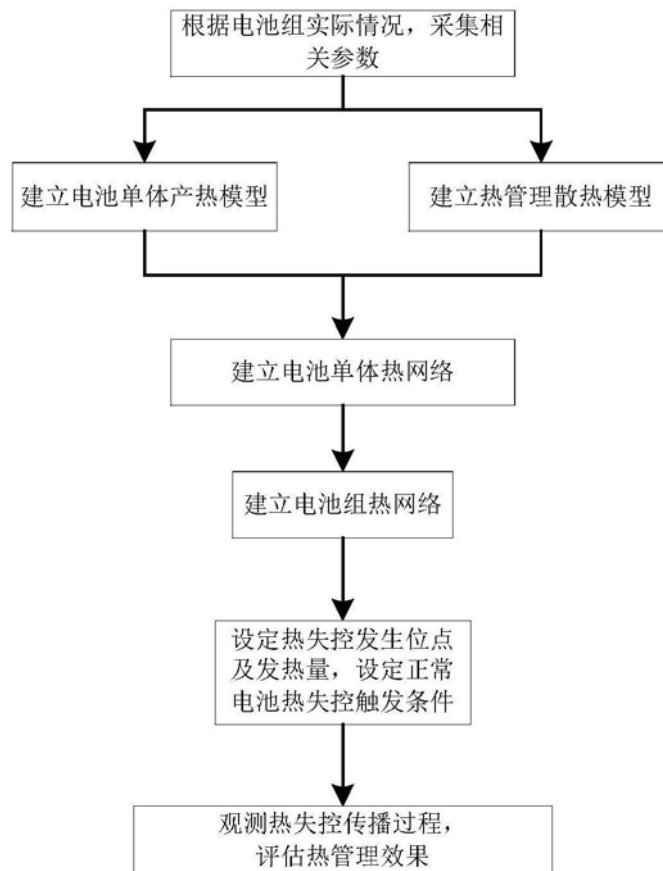 根据电池组实际情况，采集相
关参数
建立电池单体产热模型
建立热管理散热模型
建立电池单体热网络
建立电池组热网络
设定热失控发生位点
及发热量，设定正常
电池热失控触发条件
观测热失控传播过程，
评估热管理效果